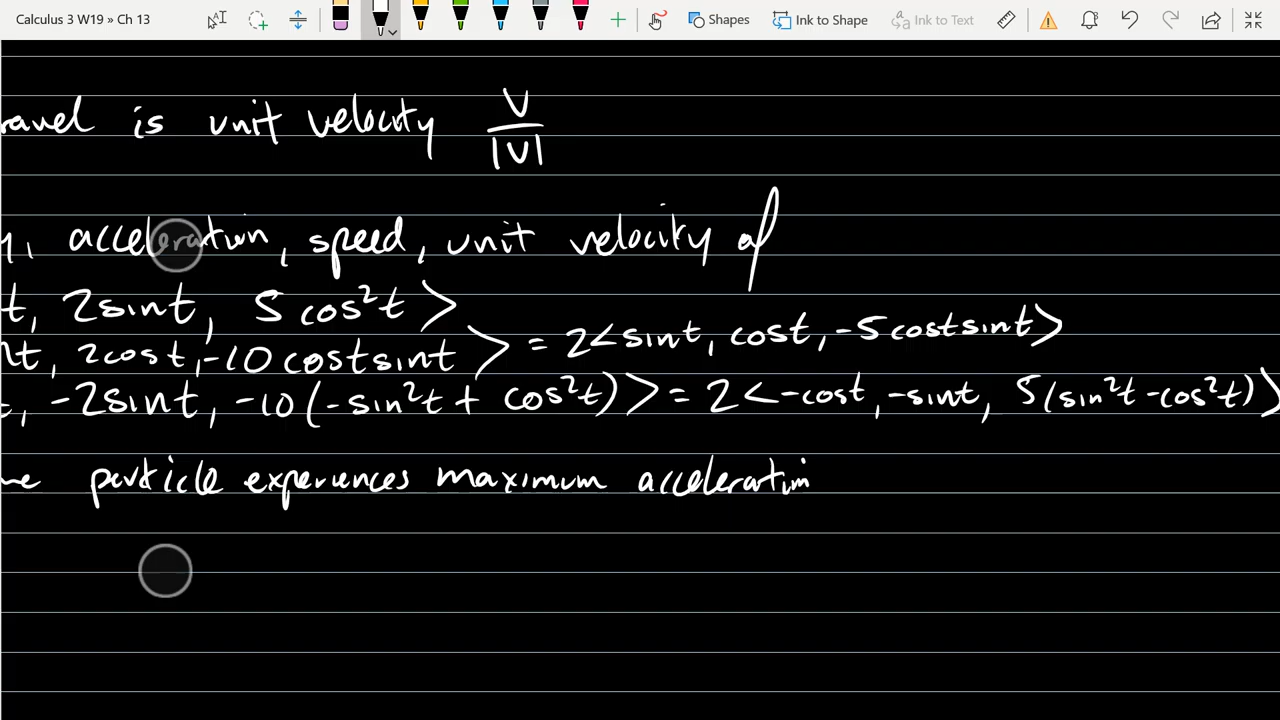 Calculus 3 W19 » Ch 13
Shapes
Ink to Shape
Ink to Text
ravel is unit velocity V/|V|
y, acceleration, speed, unit velocity of
t, 2sint, 5cos²t>
nt, 2cost, -10costsint> = 2<sint, cost, -5costsint>
t, -2sint, -10(-sin²t + cos²t)> = 2<-cost, -sint, 5(sin²t-cos²t)>
me particle experiences maximum acceleration